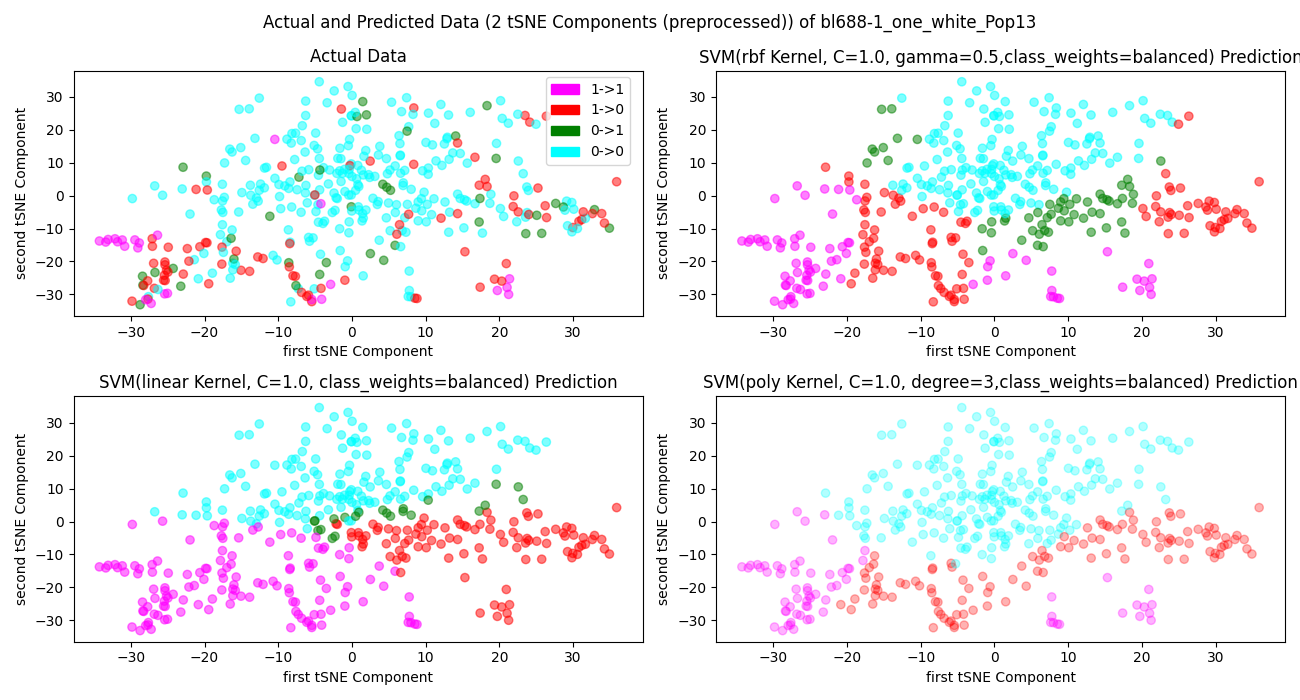 Actual and Predicted Data (2 tSNE Components (preprocessed)) of bl688-1_one_white_Pop13
Actual Data
1->1
1->0
0->1
0->0
30
20
10
0
−10
−20
−30
second tSNE Component
−30 −20 −10 0 10 20 30
first tSNE Component
SVM(rbf Kernel, C=1.0, gamma=0.5,class_weights=balanced) Prediction
30
20
10
0
−10
−20
−30
second tSNE Component
−30 −20 −10 0 10 20 30
first tSNE Component
SVM(linear Kernel, C=1.0, class_weights=balanced) Prediction
30
20
10
0
−10
−20
−30
second tSNE Component
−30 −20 −10 0 10 20 30
first tSNE Component
SVM(poly Kernel, C=1.0, degree=3,class_weights=balanced) Prediction
30
20
10
0
−10
−20
−30
second tSNE Component
−30 −20 −10 0 10 20 30
first tSNE Component